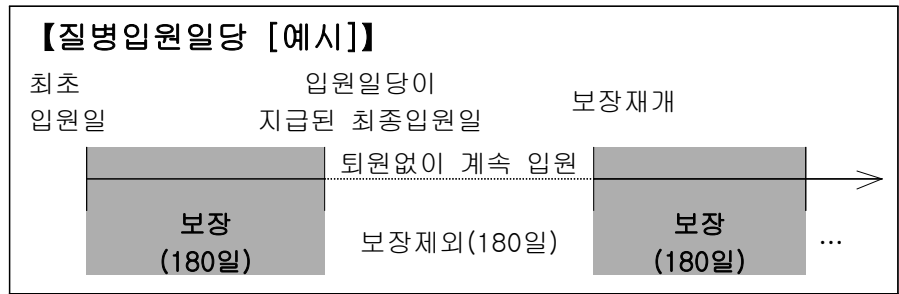 【질병입원일당 [예시]】
최초
입원일
입원일당이
지급된 최종입원일
보장재개
퇴원없이 계속 입원
보장
(180일)
보장제외(180일)
보장
(180일)
…